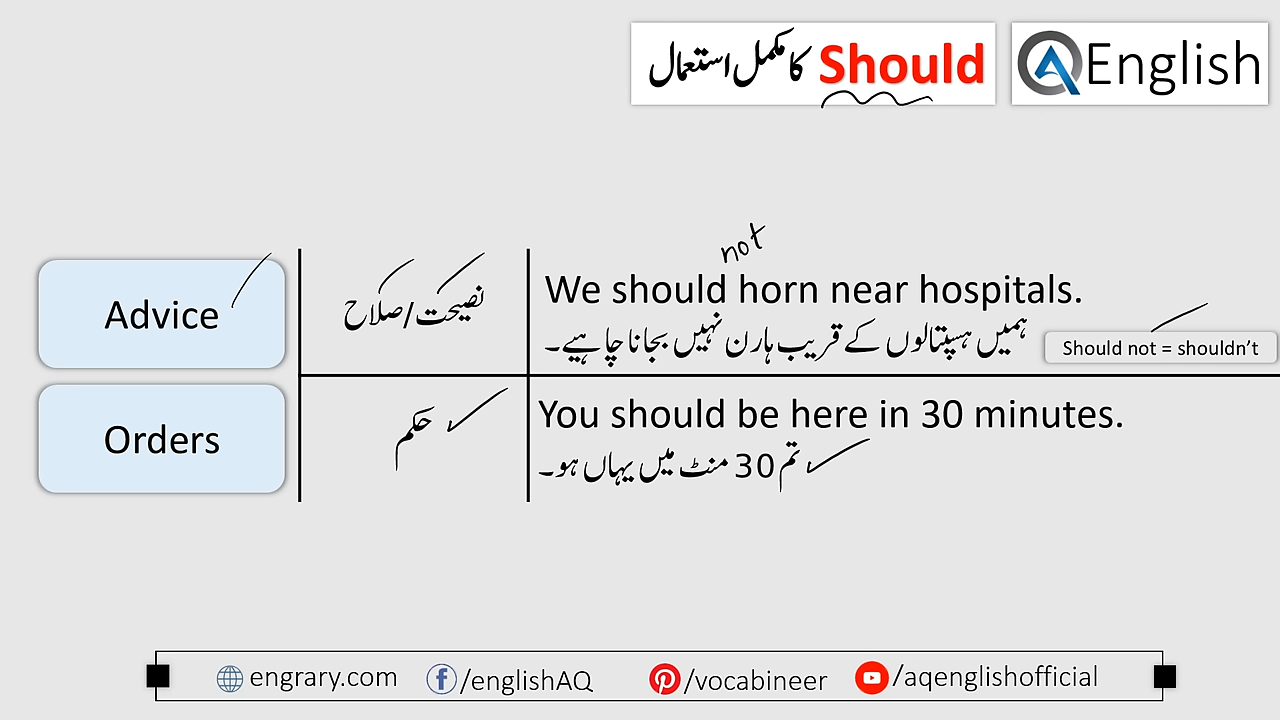 Should کا مکمل استعمال
AQ English
Advice
نصیحت/صلاح
not
We should horn near hospitals.
ہمیں ہسپتالوں کے قریب ہارن نہیں بجانا چاہیے۔
Should not = shouldn't
Orders
حکم
You should be here in 30 minutes.
تم 30 منٹ میں یہاں ہو۔
engrary.com
f/englishAQ
/vocabineer
/aqenglishofficial